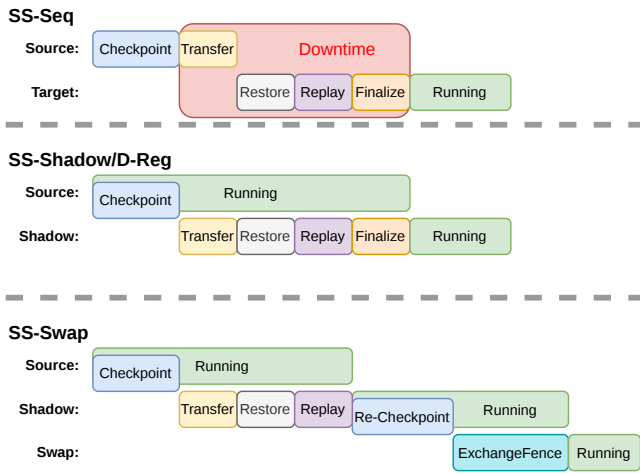 SS-Seq
Source: Checkpoint Transfer Downtime
Target: Restore Replay Finalize Running
SS-Shadow/D-Reg
Source: Running
Checkpoint
Shadow: Transfer Restore Replay Finalize Running
SS-Swap
Source: Running
Checkpoint
Shadow: Transfer Restore Replay Re-Checkpoint Running
Swap: ExchangeFence Running